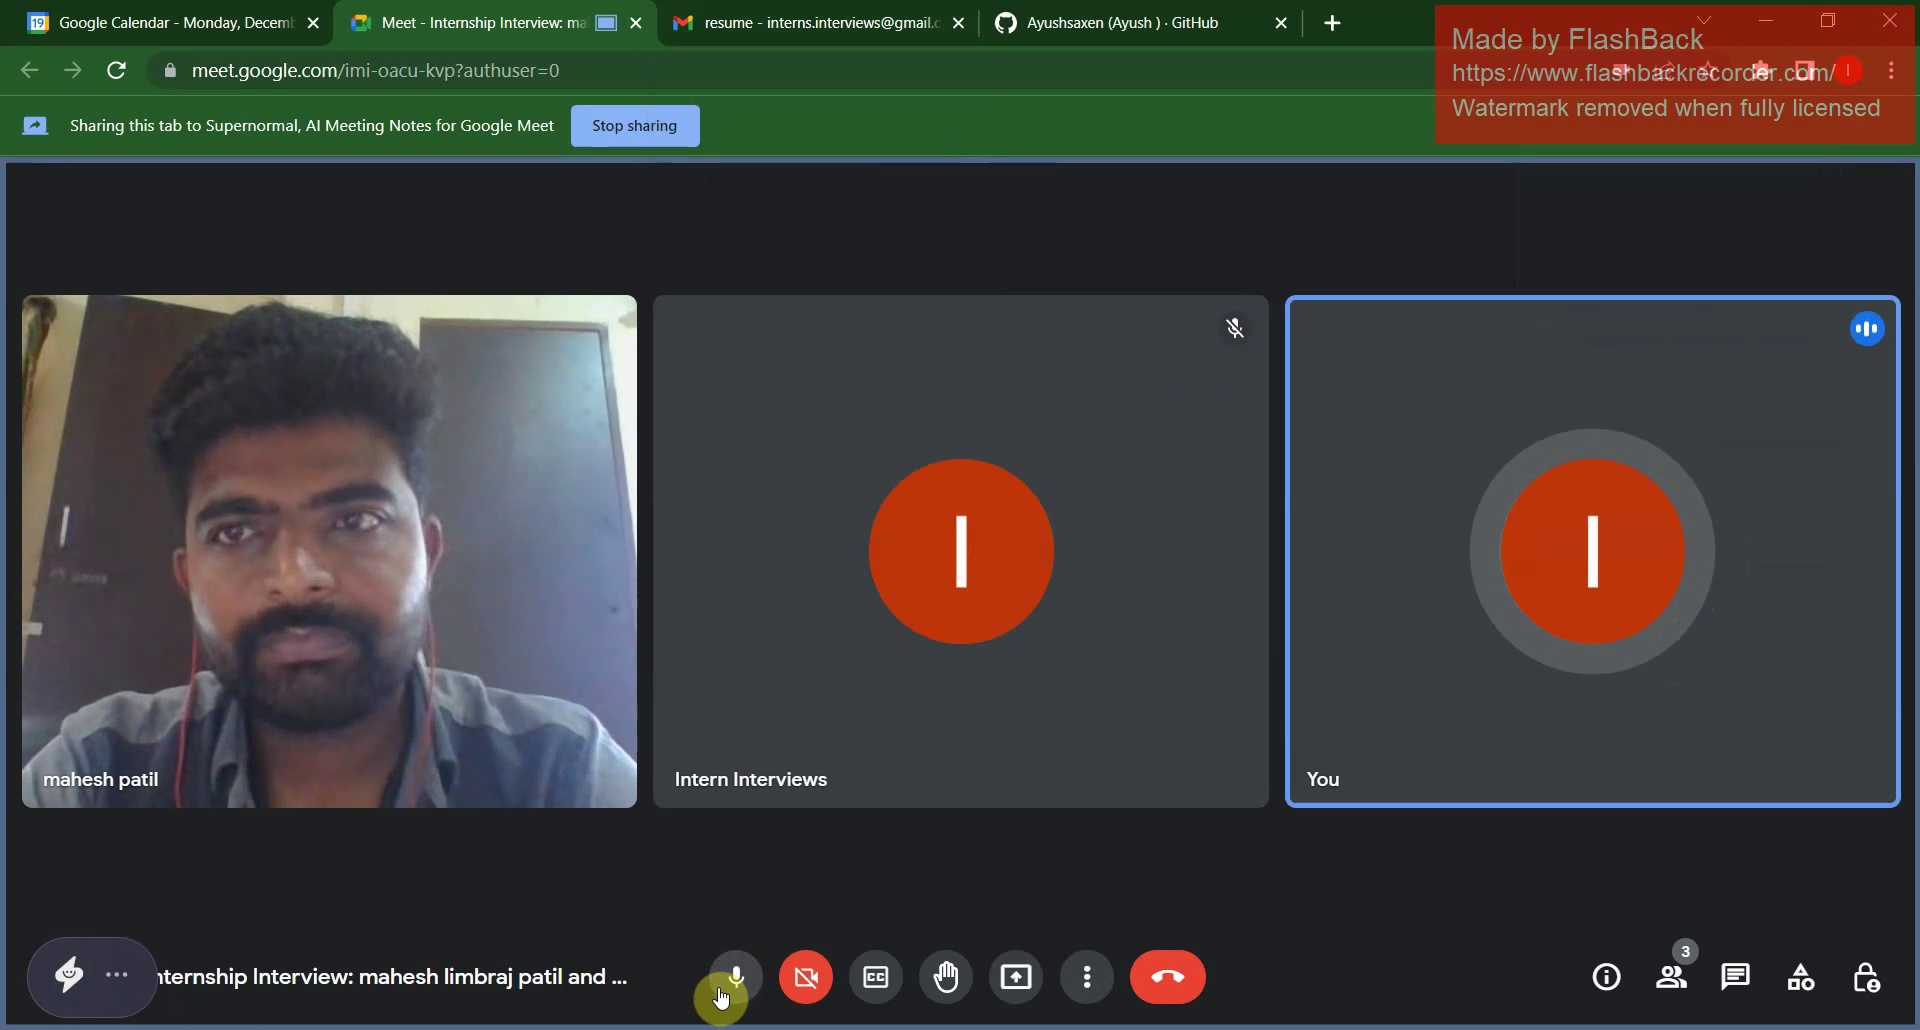 19 Google Calendar - Monday, Decem
Meet - Internship Interview: ma
resume - interns.interviews@gmail.c
Ayushsaxen (Ayush ) · GitHub
Made by FlashBack
https://www.flashbackrecorder.com/
Watermark removed when fully licensed
meet.google.com/imi-oacu-kvp?authuser=0
I
Sharing this tab to Supernormal, AI Meeting Notes for Google Meet
Stop sharing
I
I
mahesh patil
Intern Interviews
You
nternship Interview: mahesh limbraj patil and ...
CC
3